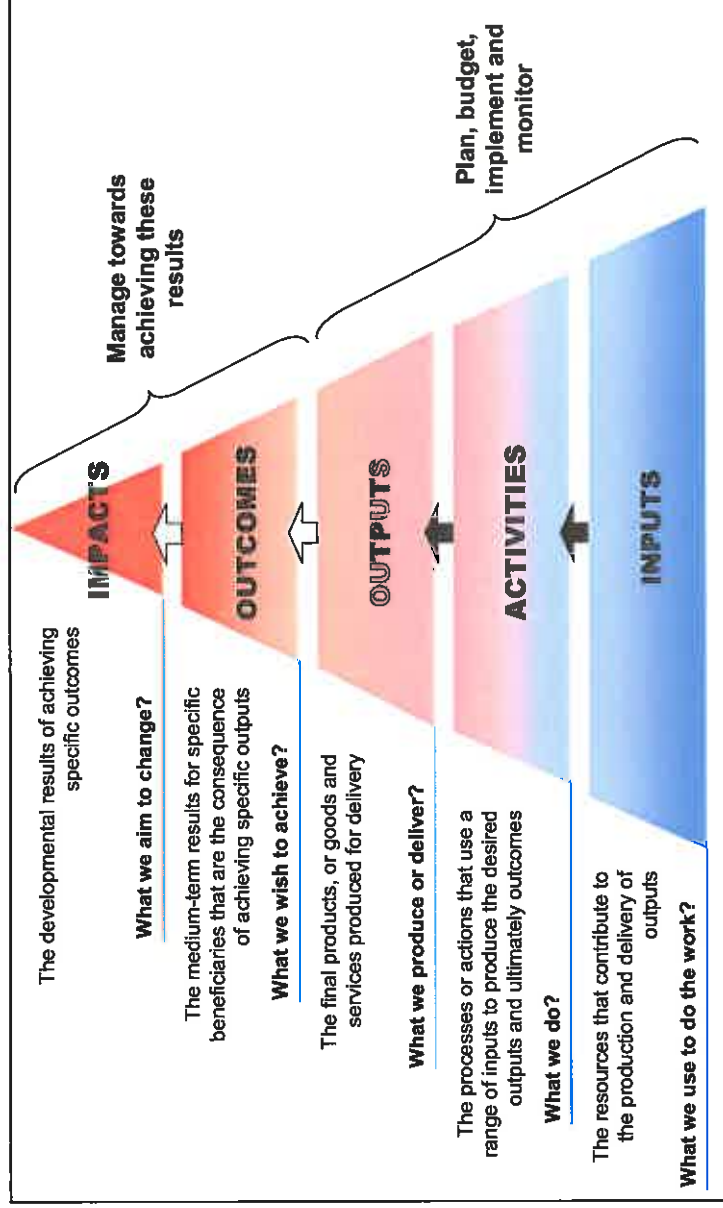 The developmental results of achieving
specific outcomes
What we aim to change?
IMPACTS
Manage towards
achieving these
results
The medium-term results for specific
beneficiaries that are the consequence
of achieving specific outputs
What we wish to achieve?
OUTCOMES
The final products, or goods and
services produced for delivery
What we produce or deliver?
OUTPUTS
Plan, budget,
implement and
monitor
The processes or actions that use a
range of inputs to produce the desired
outputs and ultimately outcomes
What we do?
ACTIVITIES
The resources that contribute to
the production and delivery of
outputs
What we use to do the work?
INPUTS